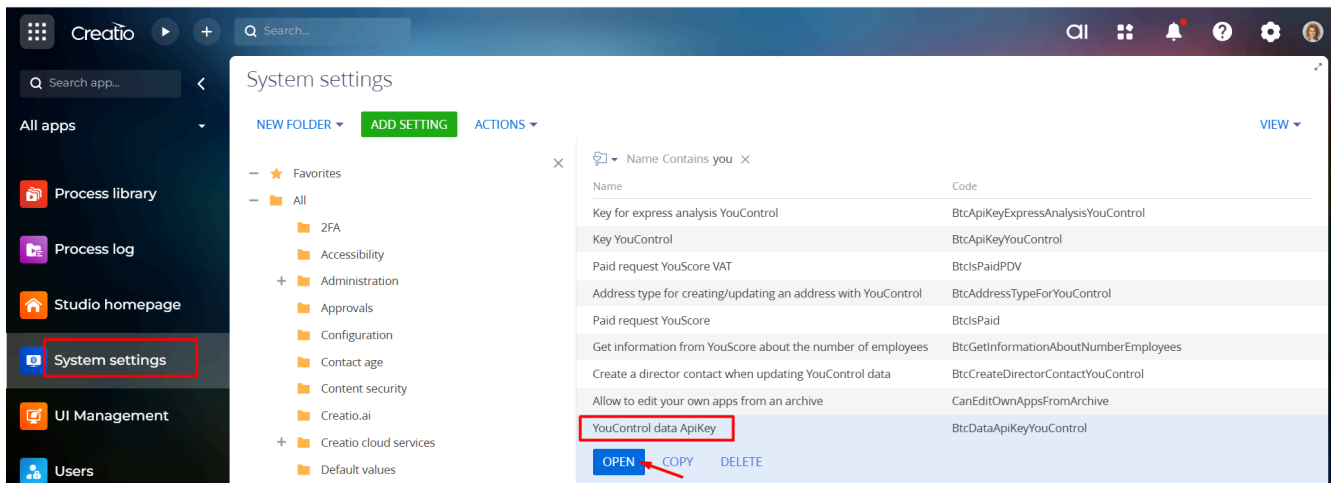 Creatio
Search...
ai
Search app...
All apps
Process library
Process log
Studio homepage
System settings
UI Management
Users
System settings
NEW FOLDER
ADD SETTING
ACTIONS
VIEW
Favorites
All
2FA
Accessibility
Administration
Approvals
Configuration
Contact age
Content security
Creatio.ai
Creatio cloud services
Default values
Name Contains you
Name Code
Key for express analysis YouControl BtcApiKeyExpressAnalysisYouControl
Key YouControl BtcApiKeyYouControl
Paid request YouScore VAT BtcIsPaidPDV
Address type for creating/updating an address with YouControl BtcAddressTypeForYouControl
Paid request YouScore BtcIsPaid
Get information from YouScore about the number of employees BtcGetInformationAboutNumberEmployees
Create a director contact when updating YouControl data BtcCreateDirectorContactYouControl
Allow to edit your own apps from an archive CanEditOwnAppsFromArchive
YouControl data ApiKey BtcDataApiKeyYouControl
OPEN COPY DELETE